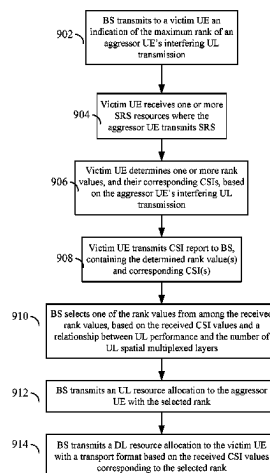 902
BS transmits to a victim UE
an indication of the maximum rank of an
aggressor UE's interfering UL
transmission
904
Victim UE receives one or more
SRS resources where the
aggressor UE transmits SRS
906
Victim UE determines one or more rank
values, and their corresponding CSIs, based
on the aggressor UE's interfering UL
transmission
908
Victim UE transmits CSI report to BS,
containing the determined rank value(s)
and corresponding CSI(s)
910
BS selects one of the rank values from among the received
rank values, based on the received CSI values and a
relationship between UL performance and the number of
UL spatial multiplexed layers
912
BS transmits an UL resource allocation to the aggressor
UE with the selected rank
914
BS transmits a DL resource allocation to the victim UE
with a transport format based on the received CSI values
corresponding to the selected rank